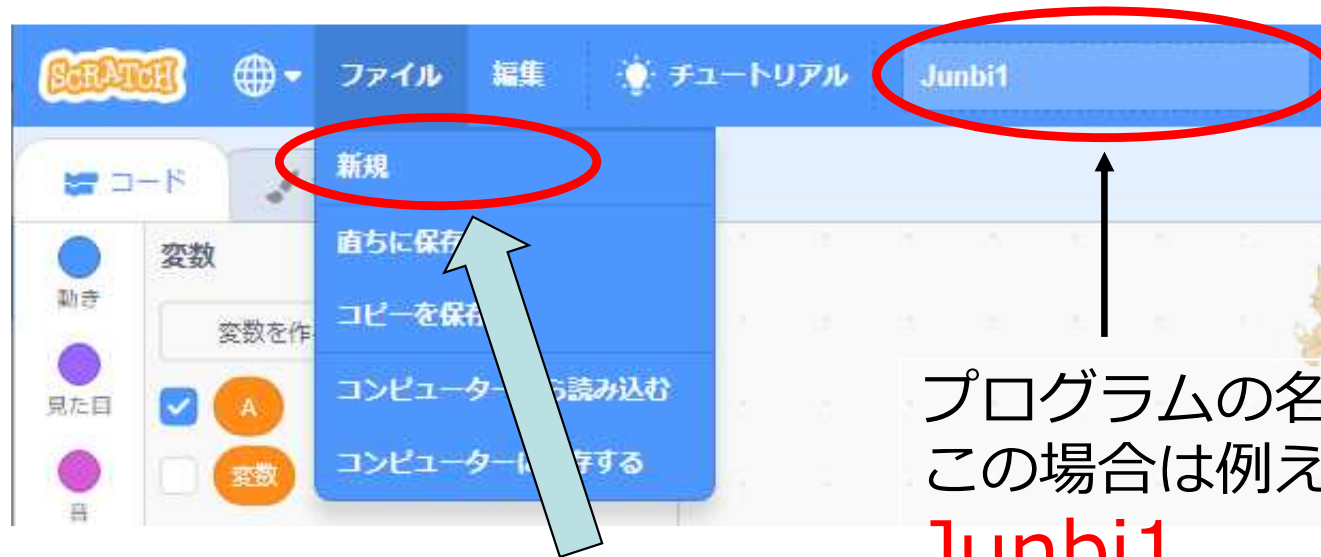 SCRATCH ファイル 編集 チュートリアル Junbi1
コード
新規
直ちに保存
コピーを保存
コンピューターから読み込む
コンピューターに保存する
動き
見た目
音
変数
変数を作
A
変数
プログラムの名
この場合は例え
Junbi1